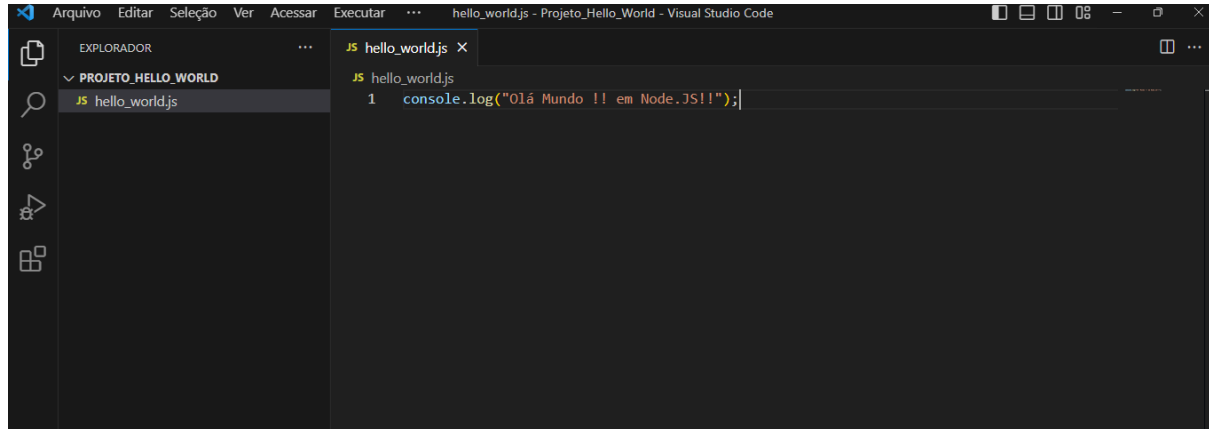 Arquivo Editar Seleção Ver Acessar Executar ··· hello_world.js - Projeto_Hello_World - Visual Studio Code
EXPLORADOR ···
PROJETO_HELLO_WORLD
JS hello_world.js
JS hello_world.js ×
JS hello_world.js
1 console.log("Olá Mundo !! em Node.JS!!");